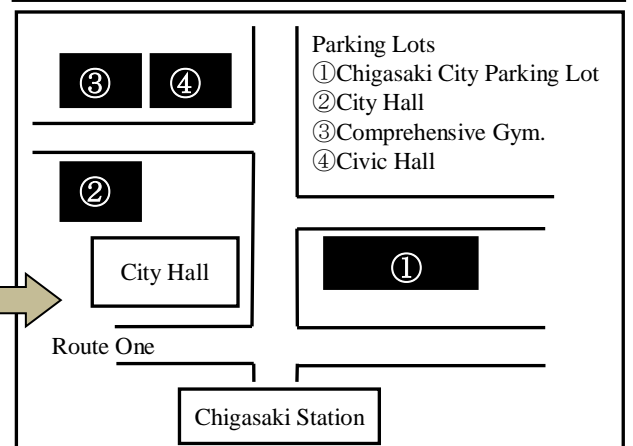 Parking Lots
①Chigasaki City Parking Lot
②City Hall
③Comprehensive Gym.
④Civic Hall
③ ④
②
City Hall
①
Route One
Chigasaki Station